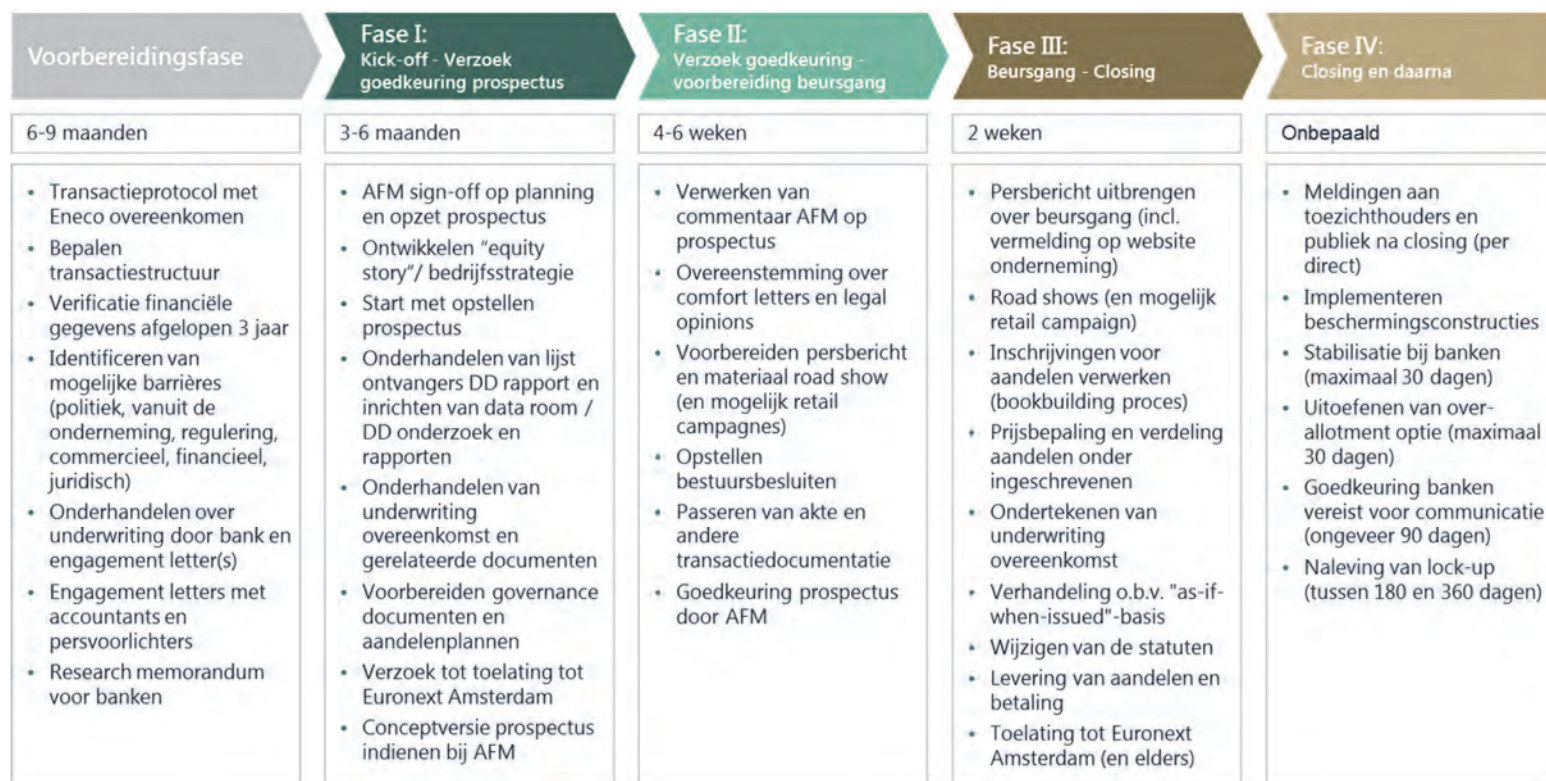 Voorbereidingsfase
6-9 maanden
• Transactieprotocol met
Eneco overeenkomen
• Bepalen
transactiestructuur
• Verificatie financiële
gegevens afgelopen 3 jaar
• Identificeren van
mogelijke barrières
(politiek, vanuit de
onderneming, regulering,
commercieel, financieel,
juridisch)
• Onderhandelen over
underwriting door bank en
engagement letter(s)
• Engagement letters met
accountants en
persvoorlichters
• Research memorandum
voor banken
Fase I:
Kick-off - Verzoek
goedkeuring prospectus
3-6 maanden
• AFM sign-off op planning
en opzet prospectus
• Ontwikkelen "equity
story"/ bedrijfsstrategie
• Start met opstellen
prospectus
• Onderhandelen van lijst
ontvangers DD rapport en
inrichten van data room /
DD onderzoek en
rapporten
• Onderhandelen van
underwriting
overeenkomst en
gerelateerde documenten
• Voorbereiden governance
documenten en
aandelenplannen
• Verzoek tot toelating tot
Euronext Amsterdam
• Conceptversie prospectus
indienen bij AFM
Fase II:
Verzoek goedkeuring -
voorbereiding beursgang
4-6 weken
• Verwerken van
commentaar AFM op
prospectus
• Overeenstemming over
comfort letters en legal
opinions
• Voorbereiden persbericht
en materiaal road show
(en mogelijk retail
campagnes)
• Opstellen
bestuursbesluiten
• Passeren van akte en
andere
transactiedocumentatie
• Goedkeuring prospectus
door AFM
Fase III:
Beursgang - Closing
2 weken
• Persbericht uitbrengen
over beursgang (incl.
vermelding op website
onderneming)
• Road shows (en mogelijk
retail campaign)
• Inschrijvingen voor
aandelen verwerken
(bookbuilding proces)
• Prijsbepaling en verdeling
aandelen onder
ingeschrevenen
• Ondertekenen van
underwriting
overeenkomst
• Verhandeling o.b.v. "as-if-
when-issued"-basis
• Wijzigen van de statuten
• Levering van aandelen en
betaling
• Toelating tot Euronext
Amsterdam (en elders)
Fase IV:
Closing en daarna
Onbepaald
• Meldingen aan
toezichthouders en
publiek na closing (per
direct)
• Implementeren
beschermingsconstructies
• Stabilisatie bij banken
(maximaal 30 dagen)
• Uitoefenen van over-
allotment optie (maximaal
30 dagen)
• Goedkeuring banken
vereist voor communicatie
(ongeveer 90 dagen)
• Naleving van lock-up
(tussen 180 en 360 dagen)